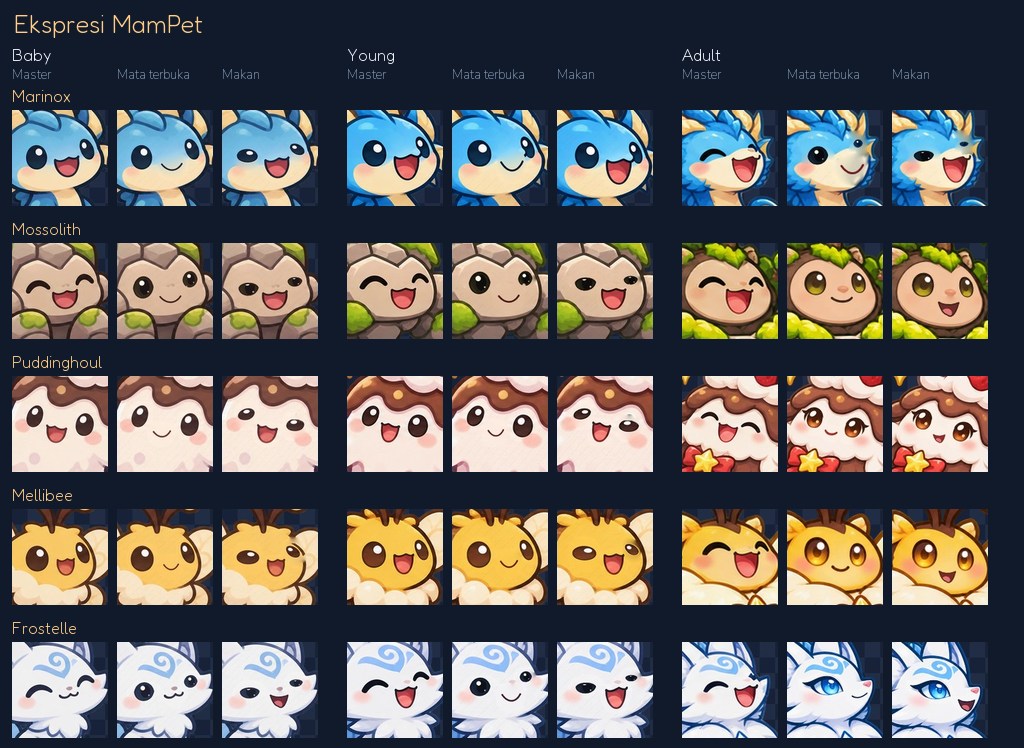 Ekspresi MamPet
Baby Young Adult
Master Mata terbuka Makan Master Mata terbuka Makan Master Mata terbuka Makan
Marinox
Mossolith
Puddinghoul
Mellibee
Frostelle